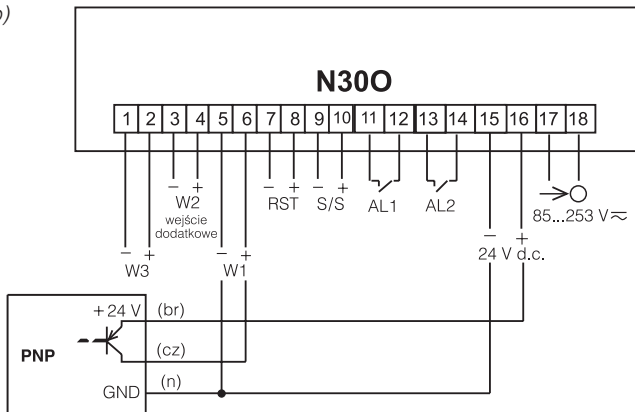 b)
N30O
1 2 3 4 5 6 7 8 9 10 11 12 13 14 15 16 17 18
− + − + − + − + − +
W2 RST S/S AL1 AL2 85...253 V≂
wejście
dodatkowe
− + − + − +
W3 W1 24 V d.c.
+24 V (br)
PNP (cz)
GND (n)